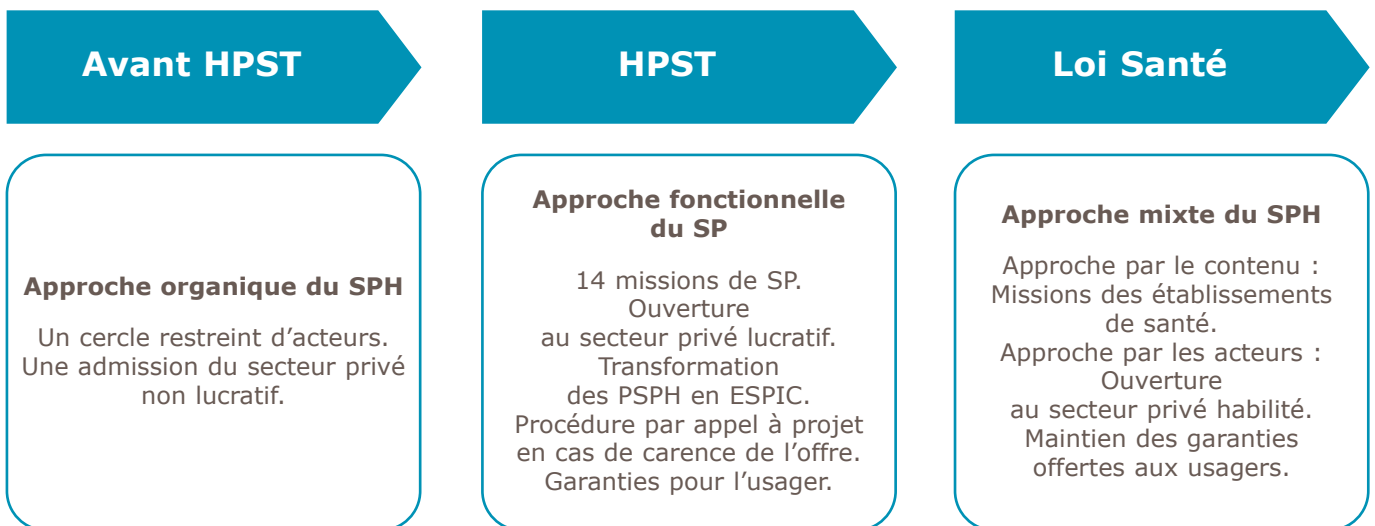 Avant HPST
Approche organique du SPH
Un cercle restreint d’acteurs.
Une admission du secteur privé
non lucratif.
HPST
Approche fonctionnelle
du SP
14 missions de SP.
Ouverture
au secteur privé lucratif.
Transformation
des PSPH en ESPIC.
Procédure par appel à projet
en cas de carence de l’offre.
Garanties pour l’usager.
Loi Santé
Approche mixte du SPH
Approche par le contenu :
Missions des établissements
de santé.
Approche par les acteurs :
Ouverture
au secteur privé habilité.
Maintien des garanties
offertes aux usagers.